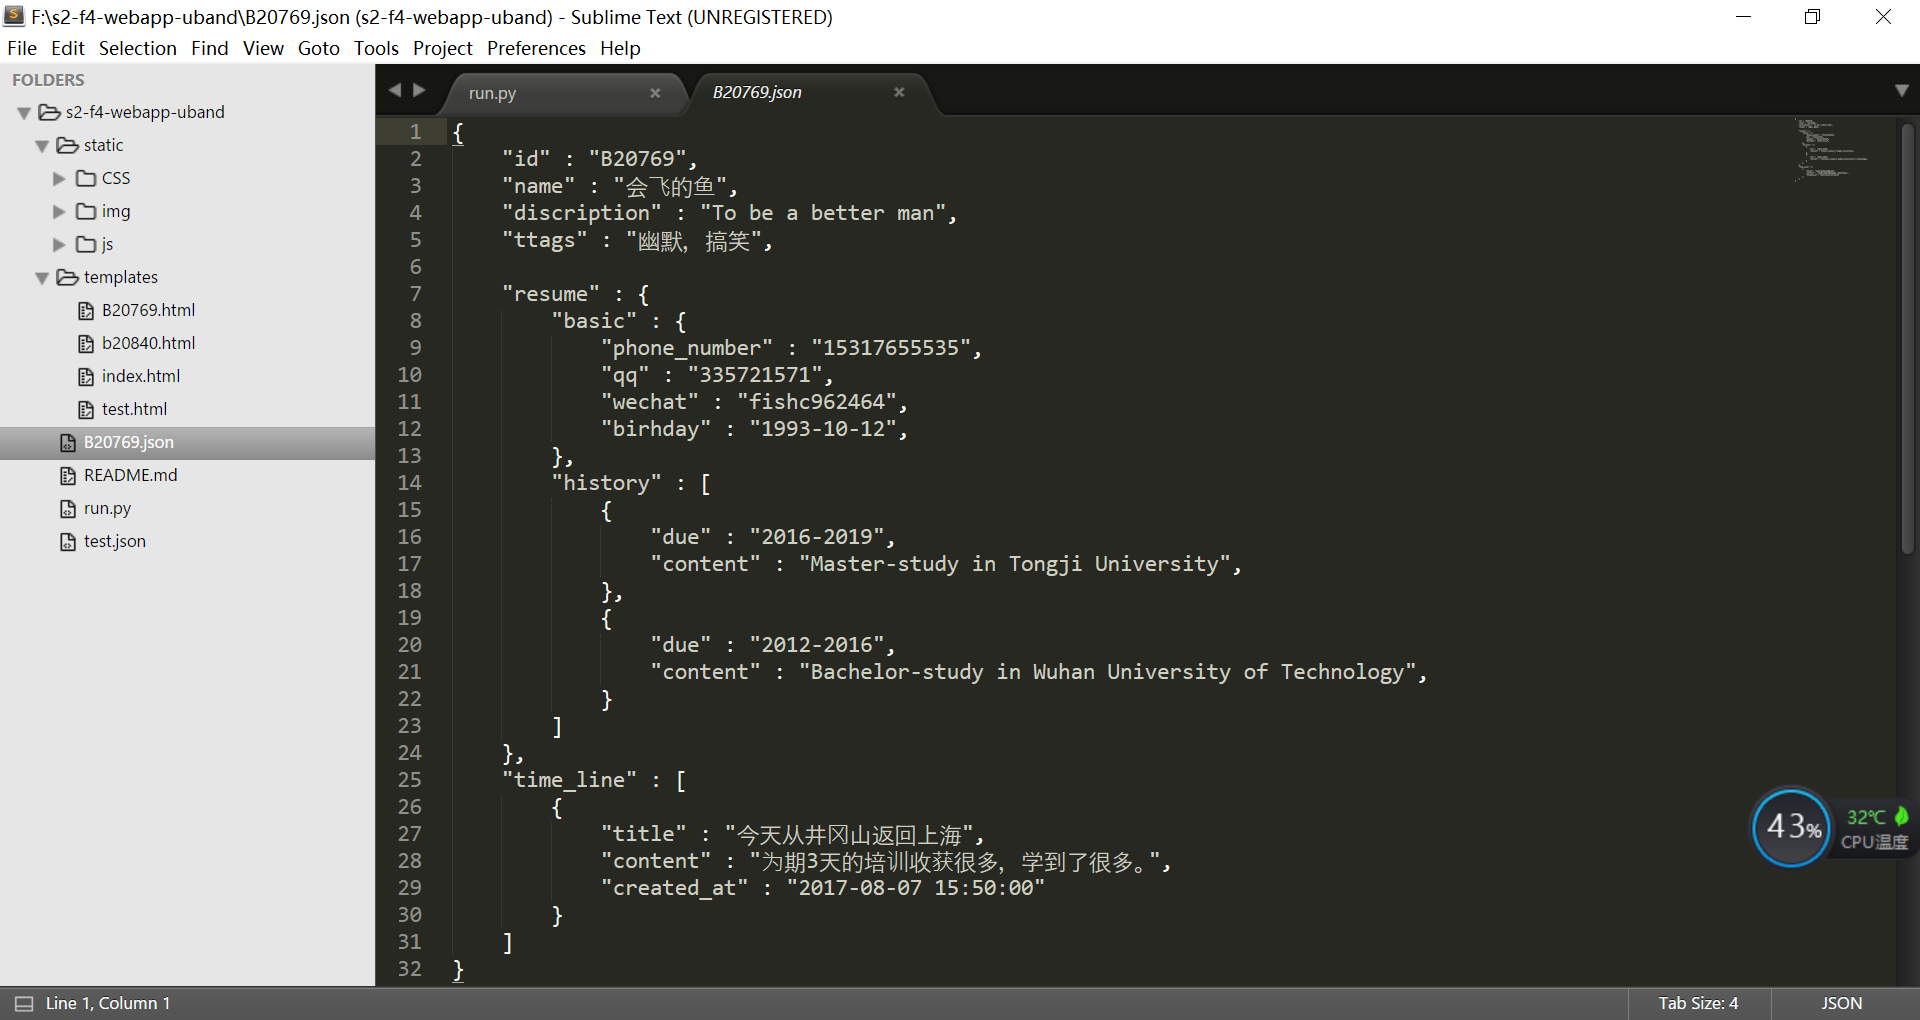 F:\s2-f4-webapp-uband\B20769.json (s2-f4-webapp-uband) - Sublime Text (UNREGISTERED)
File Edit Selection Find View Goto Tools Project Preferences Help
FOLDERS
s2-f4-webapp-uband
static
CSS
img
js
templates
B20769.html
b20840.html
index.html
test.html
B20769.json
README.md
run.py
test.json
run.py
B20769.json
1 {
2 "id" : "B20769",
3 "name" : "会飞的鱼",
4 "discription" : "To be a better man",
5 "ttags" : "幽默，搞笑",
6
7 "resume" : {
8 "basic" : {
9 "phone_number" : "15317655535",
10 "qq" : "335721571",
11 "wechat" : "fishc962464",
12 "birhday" : "1993-10-12",
13 },
14 "history" : [
15 {
16 "due" : "2016-2019",
17 "content" : "Master-study in Tongji University",
18 },
19 {
20 "due" : "2012-2016",
21 "content" : "Bachelor-study in Wuhan University of Technology",
22 }
23 ]
24 },
25 "time_line" : [
26 {
27 "title" : "今天从井冈山返回上海",
28 "content" : "为期3天的培训收获很多，学到了很多。",
29 "created_at" : "2017-08-07 15:50:00"
30 }
31 ]
32 }
43%
32℃
CPU温度
Line 1, Column 1
Tab Size: 4
JSON